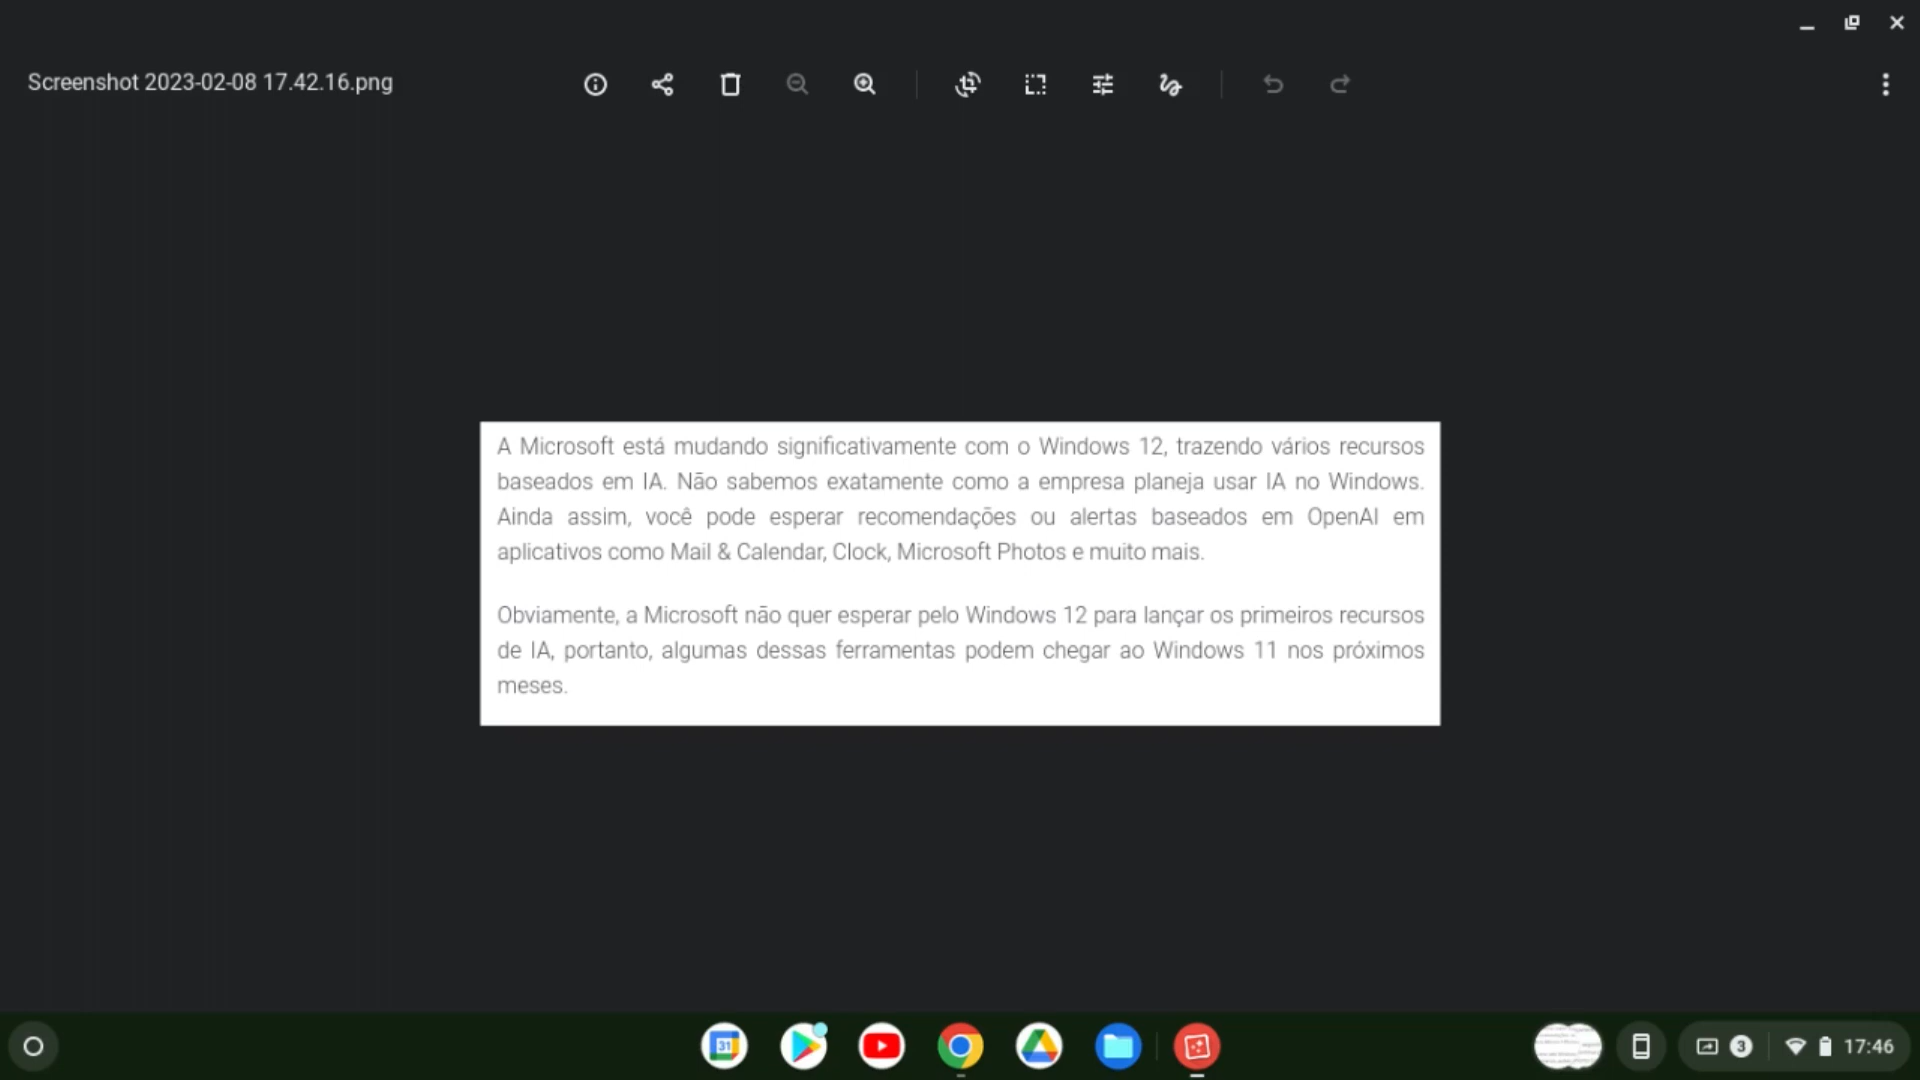 Screenshot 2023-02-08 17.42.16.png
A Microsoft está mudando significativamente com o Windows 12, trazendo vários recursos
baseados em IA. Não sabemos exatamente como a empresa planeja usar IA no Windows.
Ainda assim, você pode esperar recomendações ou alertas baseados em OpenAI em
aplicativos como Mail & Calendar, Clock, Microsoft Photos e muito mais.
Obviamente, a Microsoft não quer esperar pelo Windows 12 para lançar os primeiros recursos
de IA, portanto, algumas dessas ferramentas podem chegar ao Windows 11 nos próximos
meses.
31
3
17:46